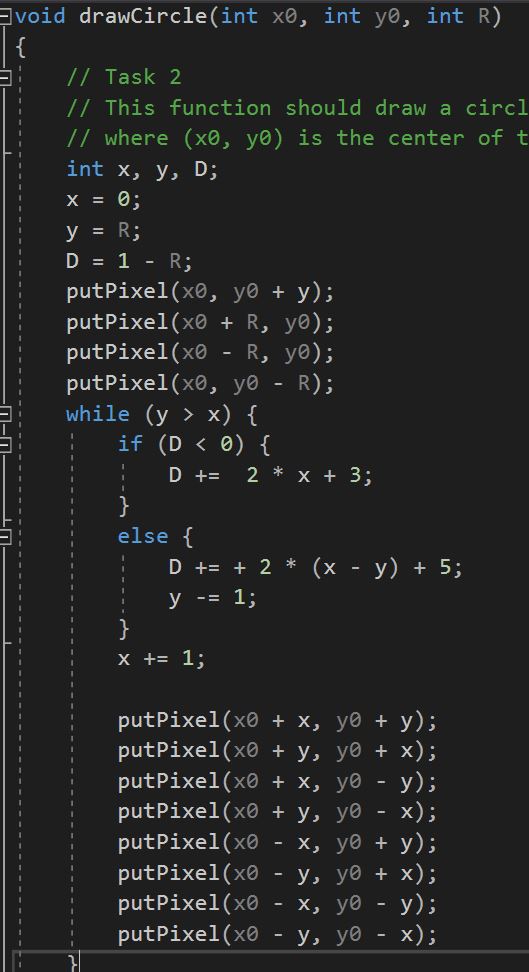 void drawCircle(int x0, int y0, int R)
{
// Task 2
// This function should draw a circl
// where (x0, y0) is the center of t
int x, y, D;
x = 0;
y = R;
D = 1 - R;
putPixel(x0, y0 + y);
putPixel(x0 + R, y0);
putPixel(x0 - R, y0);
putPixel(x0, y0 - R);
while (y > x) {
if (D < 0) {
D +=  2 * x + 3;
}
else {
D += + 2 * (x - y) + 5;
y -= 1;
}
x += 1;
putPixel(x0 + x, y0 + y);
putPixel(x0 + y, y0 + x);
putPixel(x0 + x, y0 - y);
putPixel(x0 + y, y0 - x);
putPixel(x0 - x, y0 + y);
putPixel(x0 - y, y0 + x);
putPixel(x0 - x, y0 - y);
putPixel(x0 - y, y0 - x);
}